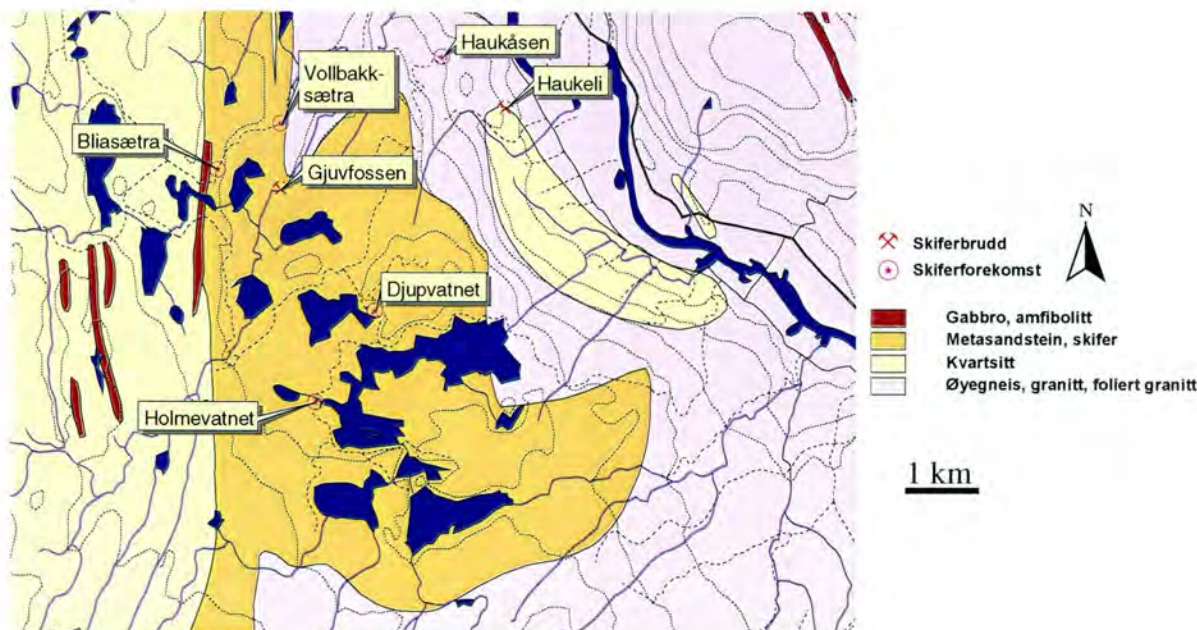 Haukåsen
Vollbakk-
sætra
Haukeli
Bliasætra
Gjuvfossen
Djupvatnet
Holmevatnet
N
Skiferbrudd
Skiferforekomst
Gabbro, amfibolitt
Metasandstein, skifer
Kvartsitt
Øyegneis, granitt, foliert granitt
1 km